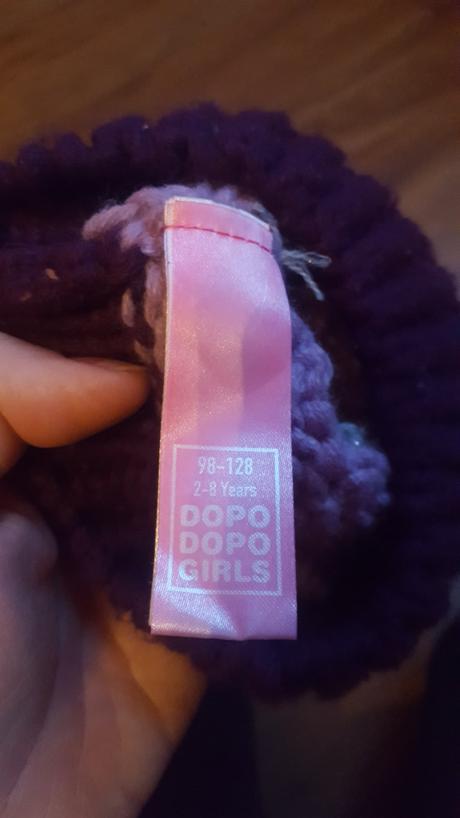 98-128
2-8 Years
DOPO
DOPO
GIRLS